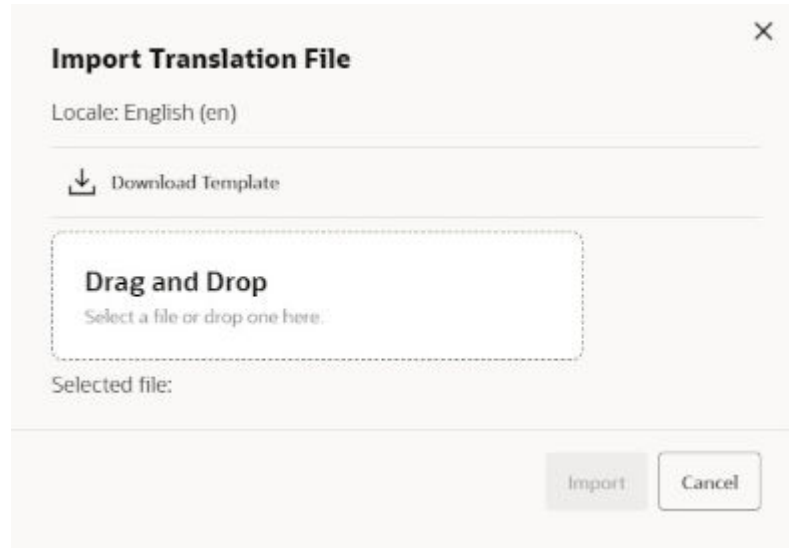 Import Translation File
Locale: English (en)
Download Template
Drag and Drop
Select a file or drop one here.
Selected file:
Import
Cancel